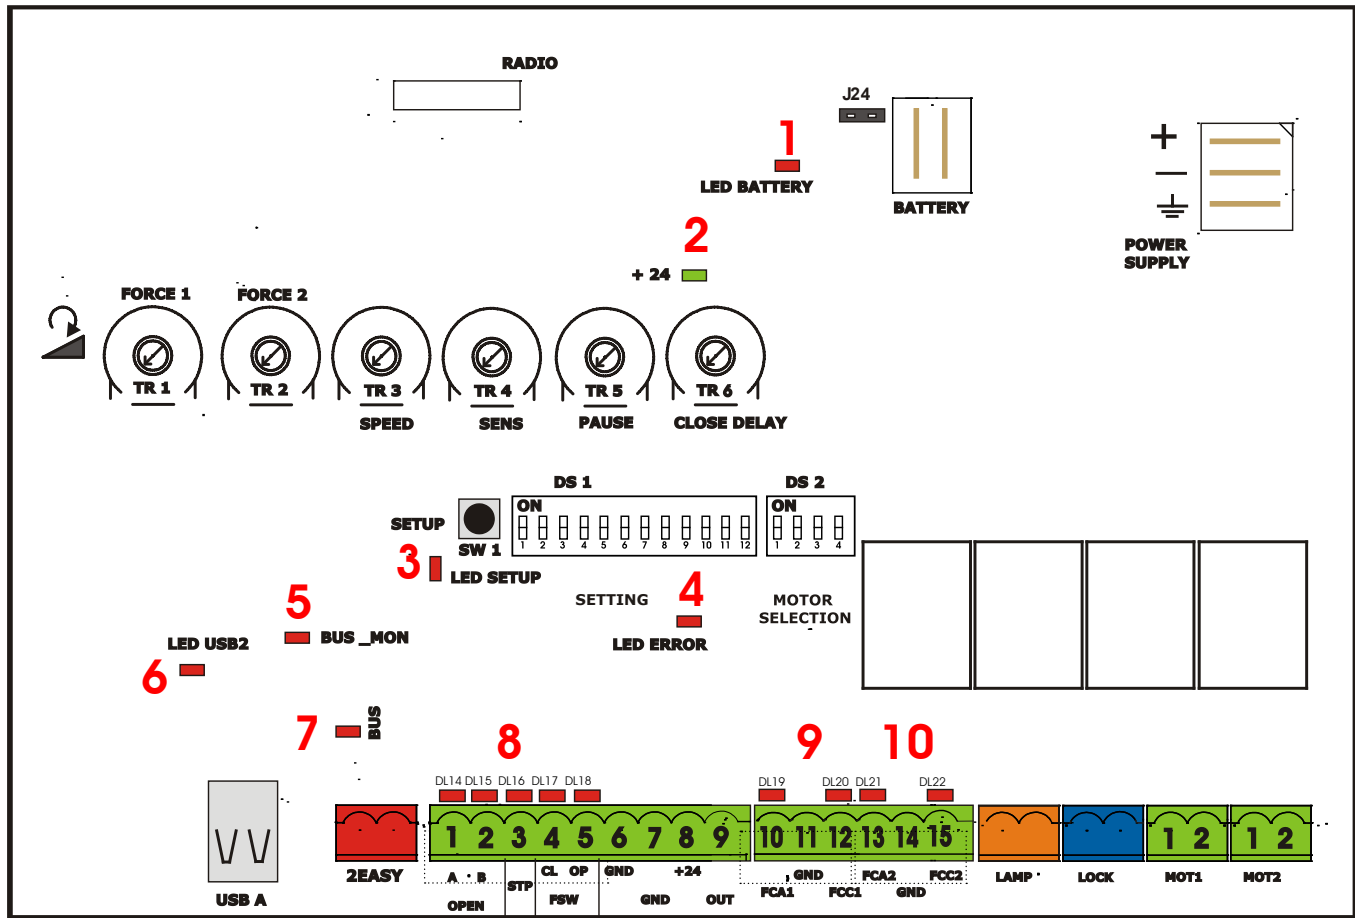 RADIO
J24
1
LED BATTERY
BATTERY
+
−
POWER
SUPPLY
2
+ 24
FORCE 1
FORCE 2
TR 1
TR 2
TR 3
TR 4
TR 5
TR 6
SPEED
SENS
PAUSE
CLOSE DELAY
DS 1
DS 2
ON
ON
SETUP
SW 1
1 2 3 4 5 6 7 8 9 10 11 12
1 2 3 4
3
LED SETUP
SETTING
4
MOTOR
SELECTION
LED ERROR
5
BUS _MON
LED USB2
6
7
BUS
8
9
10
DL14 DL15 DL16 DL17 DL18
DL19 DL20 DL21 DL22
1 2 3 4 5 6 7 8 9
10 11 12 13 14 15
1 2
1 2
2EASY
A B
STP
CL OP
GND
+24
GND
FCA2
FCC2
LAMP
LOCK
MOT1
MOT2
USB A
OPEN
FSW
GND
OUT
FCA1
FCC1
GND